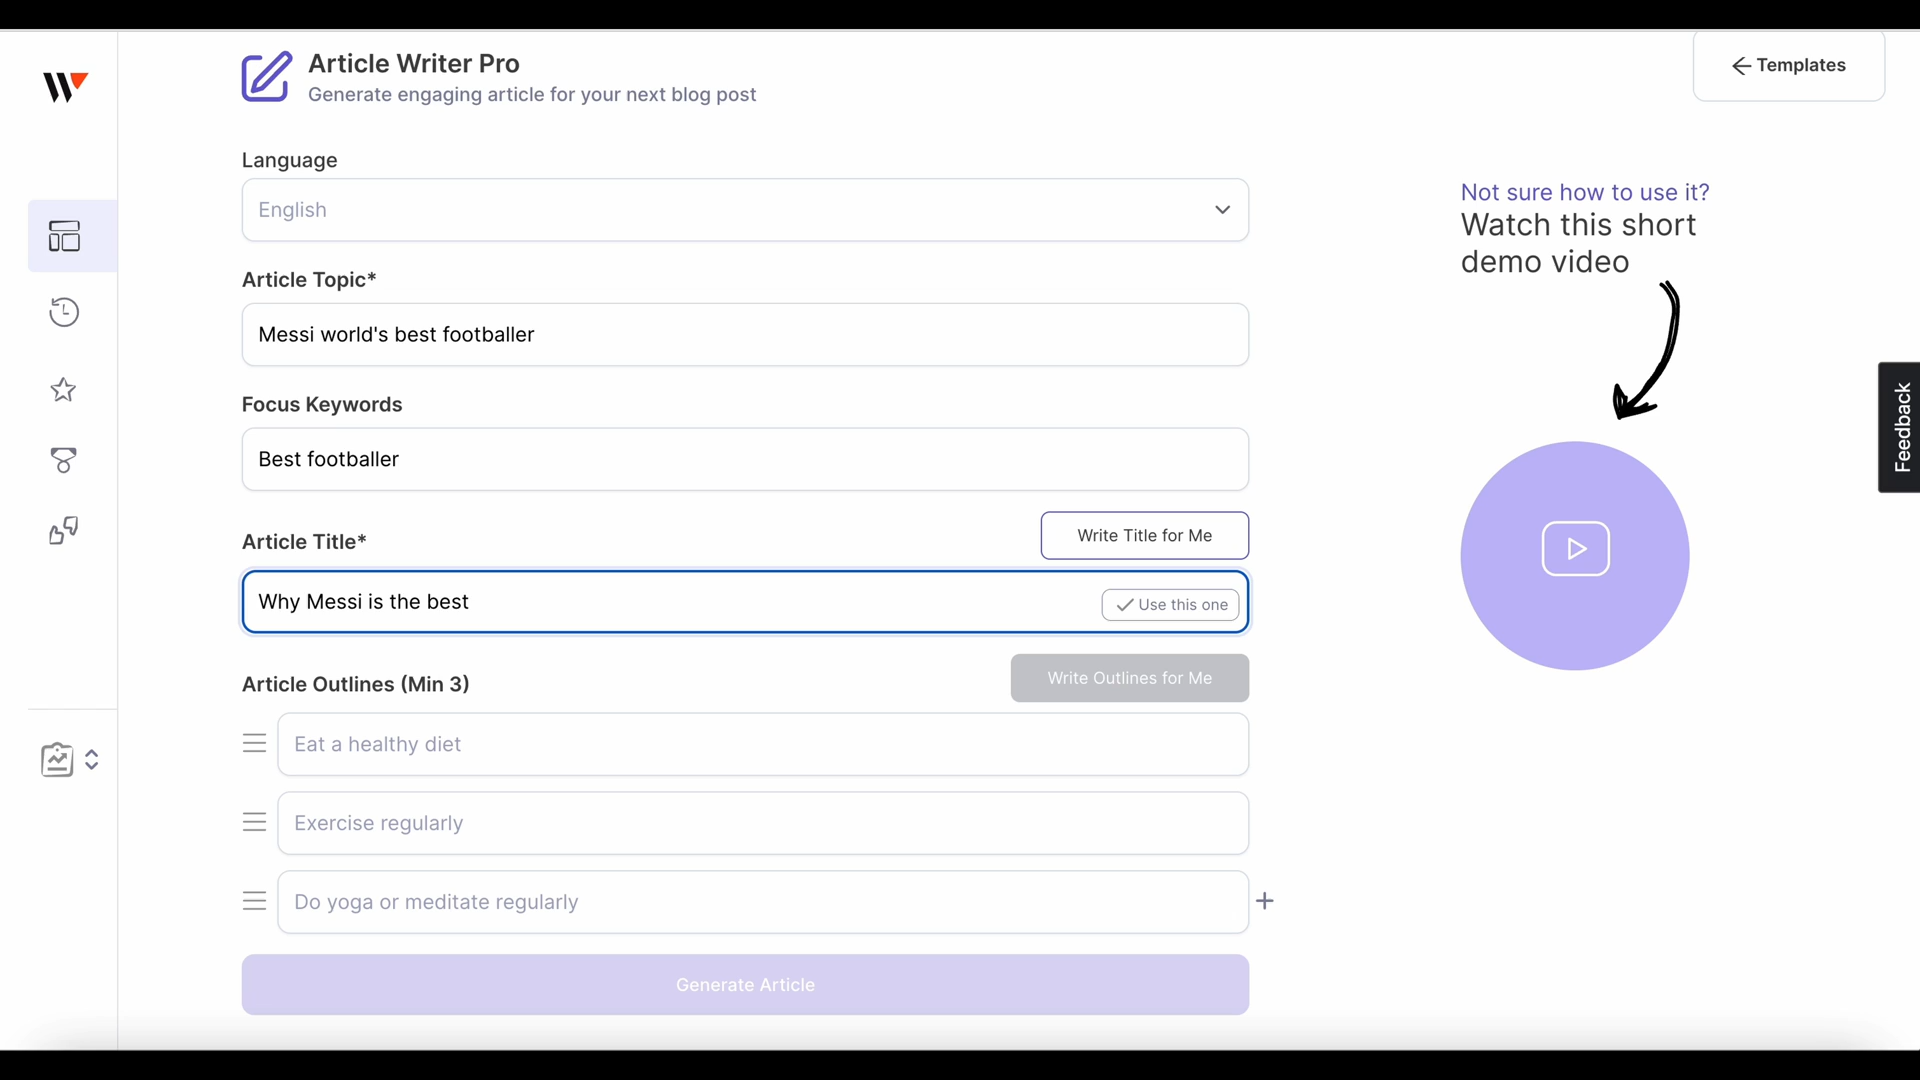 Article Writer Pro
Generate engaging article for your next blog post
Templates
Language
English
Article Topic*
Messi world's best footballer
Focus Keywords
Best footballer
Article Title*
Write Title for Me
Why Messi is the best
Use this one
Article Outlines (Min 3)
Write Outlines for Me
Eat a healthy diet
Exercise regularly
Do yoga or meditate regularly
Generate Article
Not sure how to use it?
Watch this short
demo video
Feedback